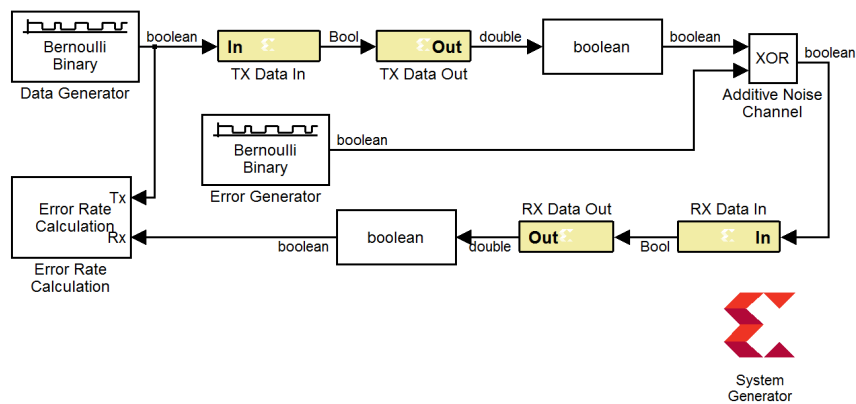 Bernoulli
Binary
Data Generator
boolean
In
TX Data In
Bool
Out
TX Data Out
double
boolean
boolean
XOR
Additive Noise
Channel
boolean
Bernoulli
Binary
Error Generator
boolean
Tx
Error Rate
Calculation
Rx
Error Rate
Calculation
boolean
boolean
double
RX Data Out
Out
Bool
RX Data In
In
System
Generator